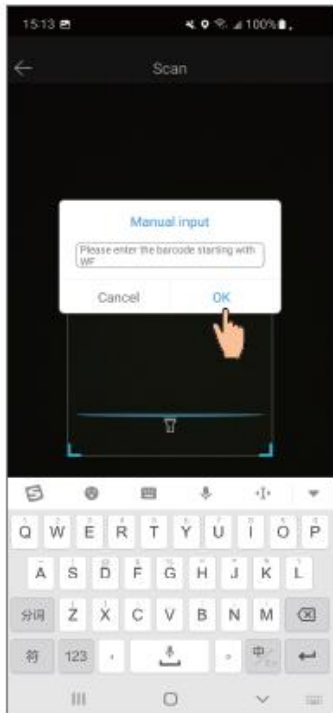 15:13 100%
Scan
Manual input
Please enter the barcode starting with
WF
Cancel OK
Q W E R T Y U I O P
A S D F G H J K L
分词 Z X C V B N M
符 123 中